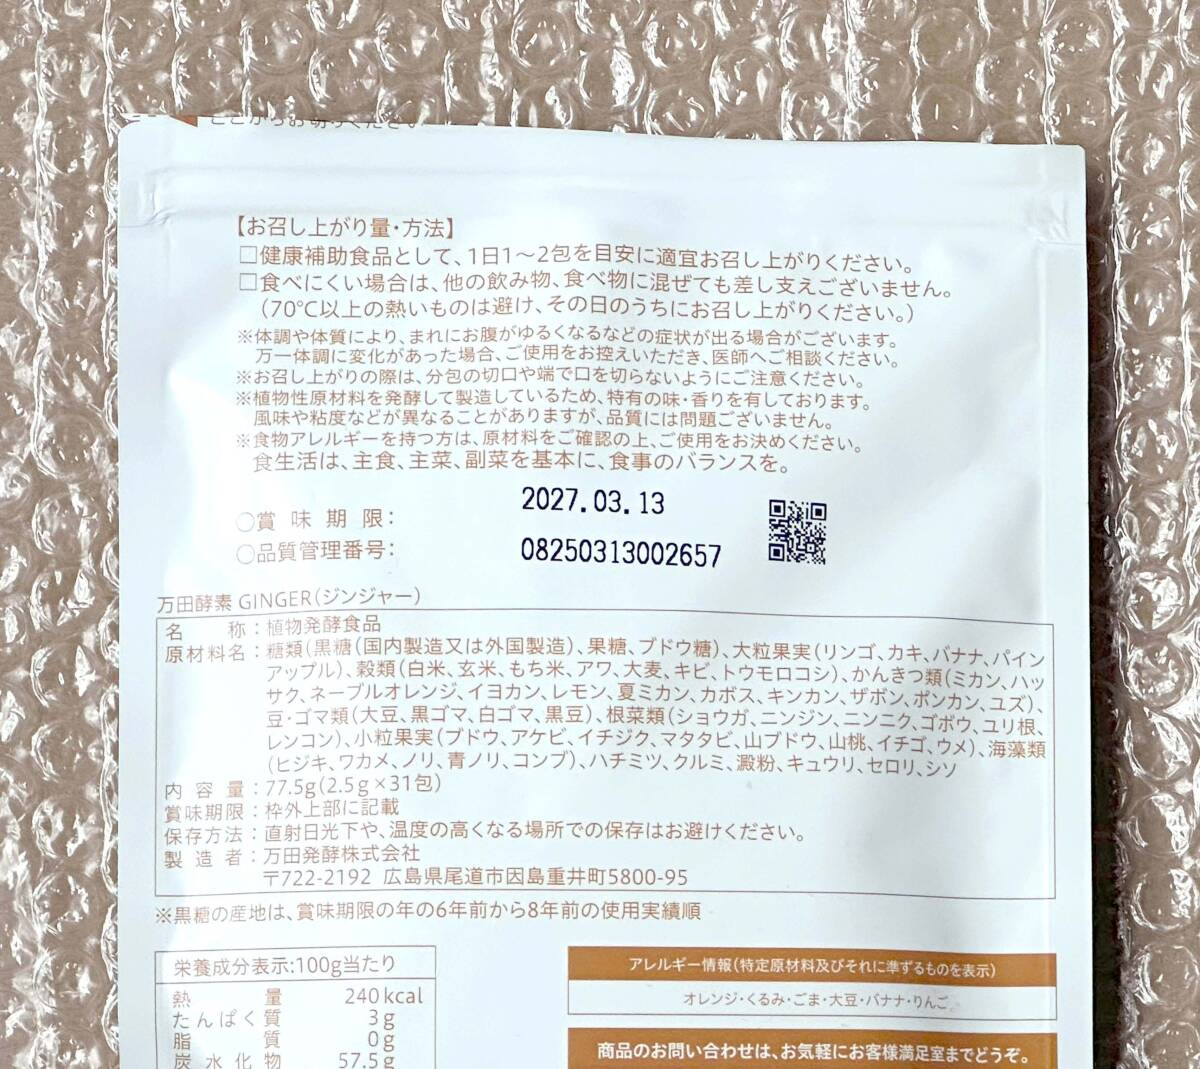 ここからお切りください
【お召し上がり量・方法】
□健康補助食品として、1日1〜2包を目安に適宜お召し上がりください。
□食べにくい場合は、他の飲み物、食べ物に混ぜても差し支えございません。
（70℃以上の熱いものは避け、その日のうちにお召し上がりください。）
※体調や体質により、まれにお腹がゆるくなるなどの症状が出る場合がございます。
万一体調に変化があった場合、ご使用をお控えいただき、医師へご相談ください。
※お召し上がりの際は、分包の切口や端で口を切らないようにご注意ください。
※植物性原材料を発酵して製造しているため、特有の味・香りを有しております。
風味や粘度などが異なることがありますが、品質には問題ございません。
※食物アレルギーを持つ方は、原材料をご確認の上、ご使用をお決めください。
食生活は、主食、主菜、副菜を基本に、食事のバランスを。
○賞味期限： 2027.03.13
○品質管理番号： 08250313002657
万田酵素 GINGER（ジンジャー）
名称：植物発酵食品
原材料名：糖類（黒糖（国内製造又は外国製造）、果糖、ブドウ糖）、大粒果実（リンゴ、カキ、バナナ、パイン
アップル）、穀類（白米、玄米、もち米、アワ、大麦、キビ、トウモロコシ）、かんきつ類（ミカン、ハッ
サク、ネーブルオレンジ、イヨカン、レモン、夏ミカン、カボス、キンカン、ザボン、ポンカン、ユズ）、
豆・ゴマ類（大豆、黒ゴマ、白ゴマ、黒豆）、根菜類（ショウガ、ニンジン、ニンニク、ゴボウ、ユリ根、
レンコン）、小粒果実（ブドウ、アケビ、イチジク、マタタビ、山ブドウ、山桃、イチゴ、ウメ）、海藻類
（ヒジキ、ワカメ、ノリ、青ノリ、コンブ）、ハチミツ、クルミ、澱粉、キュウリ、セロリ、シソ
内容量：77.5g（2.5g×31包）
賞味期限：枠外上部に記載
保存方法：直射日光下や、温度の高くなる場所での保存はお避けください。
製造者：万田発酵株式会社
〒722-2192 広島県尾道市因島重井町5800-95
※黒糖の産地は、賞味期限の年の6年前から8年前の使用実績順
栄養成分表示：100g当たり
熱量 240kcal
たんぱく質 3g
脂質 0g
炭水化物 57.5g
アレルギー情報（特定原材料及びそれに準ずるものを表示）
オレンジ・くるみ・ごま・大豆・バナナ・りんご
商品のお問い合わせは、お気軽にお客様満足室までどうぞ。